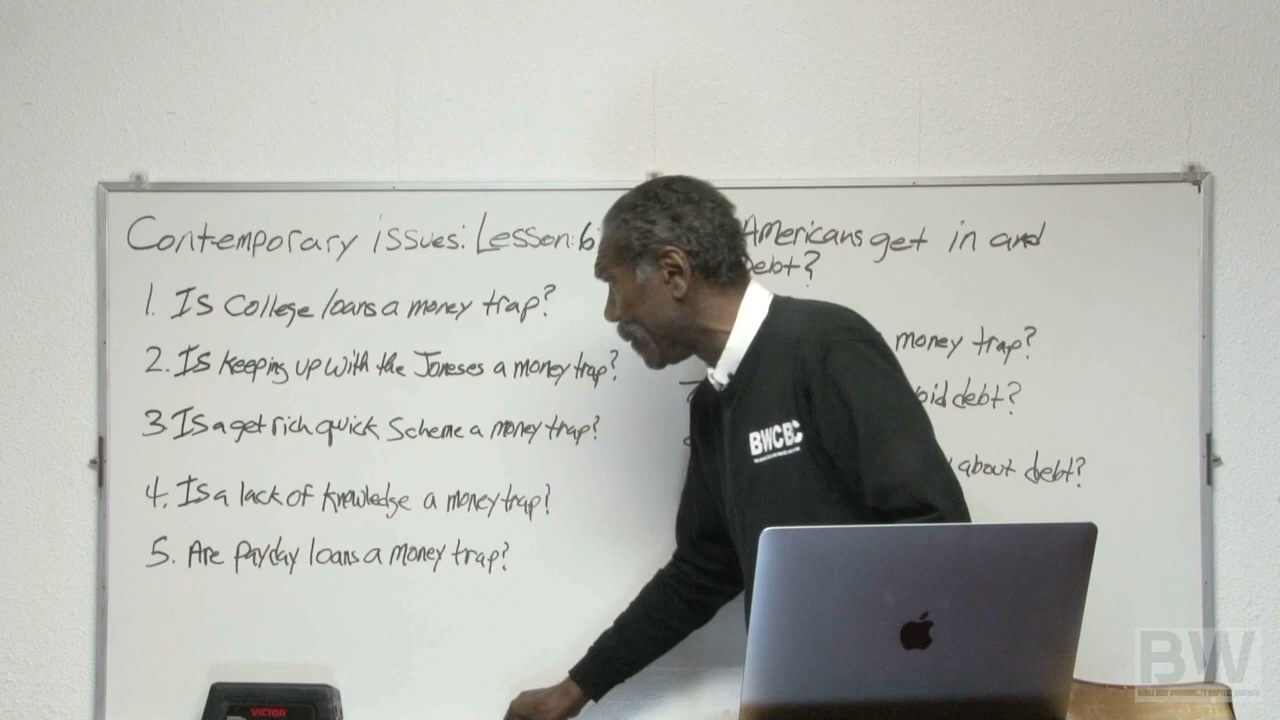 Contemporary issues: Lesson:6 Americans get in and
ebt?
1. Is College loans a money trap?
2. Is keeping up with the Joneses a money trap?
3 Is a get rich quick Scheme a money trap?
4. Is a lack of knowledge a money trap?
5. Are Payday loans a money trap?
money trap?
oid debt?
about debt?
BWCBC
VICTOR
BW